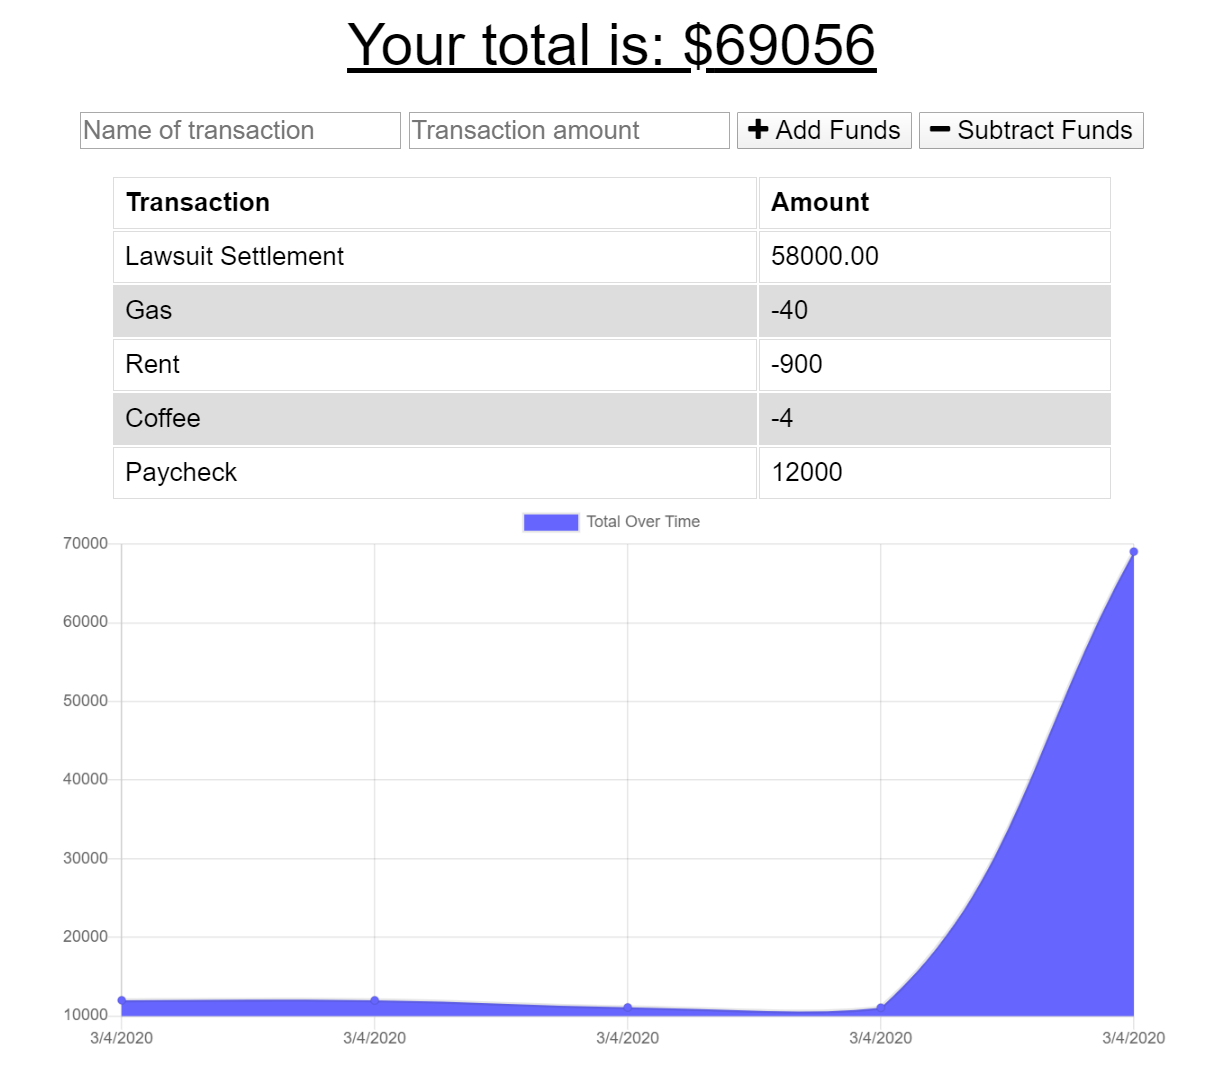 Your total is: $69056
Name of transaction Transaction amount Add Funds Subtract Funds
Transaction Amount
Lawsuit Settlement 58000.00
Gas -40
Rent -900
Coffee -4
Paycheck 12000
Total Over Time
70000
60000
50000
40000
30000
20000
10000
3/4/2020 3/4/2020 3/4/2020 3/4/2020 3/4/2020